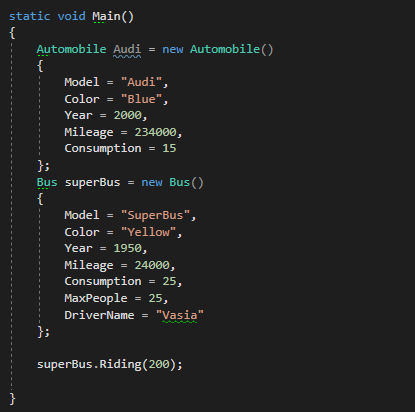 static void Main()
{
    Automobile Audi = new Automobile()
    {
        Model = "Audi",
        Color = "Blue",
        Year = 2000,
        Mileage = 234000,
        Consumption = 15
    };
    Bus superBus = new Bus()
    {
        Model = "SuperBus",
        Color = "Yellow",
        Year = 1950,
        Mileage = 24000,
        Consumption = 25,
        MaxPeople = 25,
        DriverName = "Vasia"
    };

    superBus.Riding(200);

}